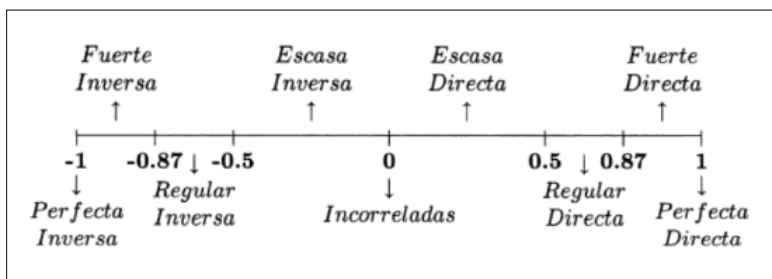 Fuerte Escasa Escasa Fuerte
Inversa Inversa Directa Directa
↑ ↑ ↑ ↑
-1 -0.87 ↓ -0.5 0 0.5 ↓ 0.87 1
↓ Regular ↓ Regular ↓
Perfecta Inversa Incorreladas Directa Perfecta
Inversa Directa